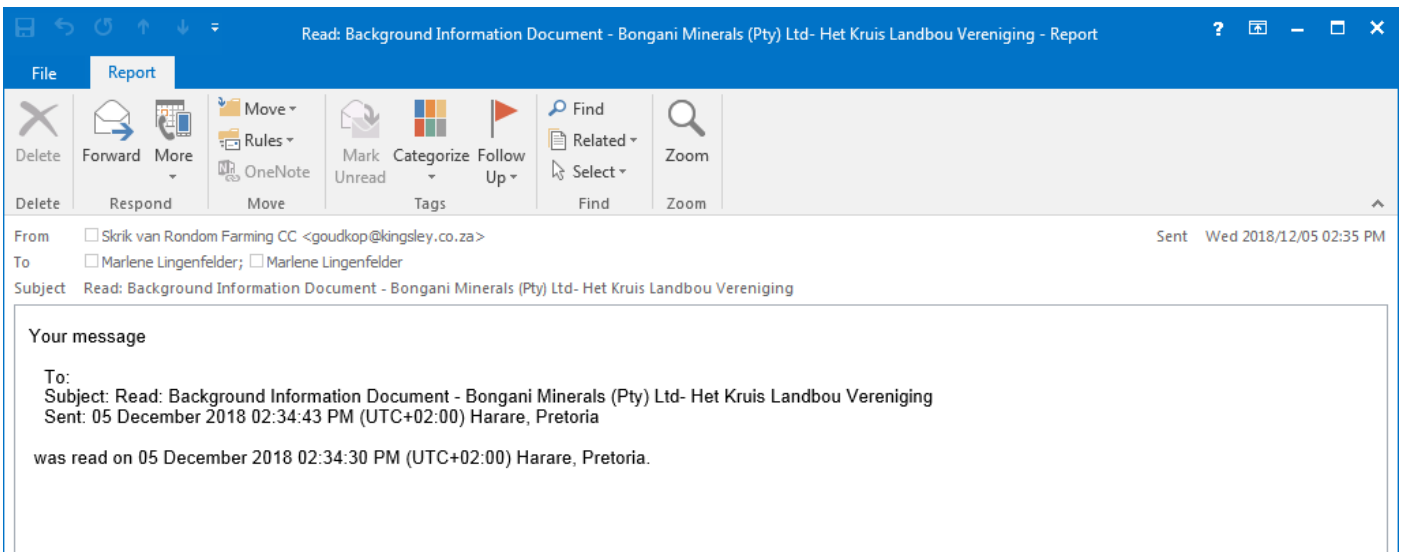 Read: Background Information Document - Bongani Minerals (Pty) Ltd- Het Kruis Landbou Vereniging - Report
File Report
Delete Forward More Move Rules OneNote Mark Unread Categorize Follow Up Find Related Select Zoom
Delete Respond Move Tags Find Zoom
From Skrik van Rondom Farming CC <goudkop@kingsley.co.za> Sent Wed 2018/12/05 02:35 PM
To Marlene Lingenfelder; Marlene Lingenfelder
Subject Read: Background Information Document - Bongani Minerals (Pty) Ltd- Het Kruis Landbou Vereniging
Your message
To:
Subject: Read: Background Information Document - Bongani Minerals (Pty) Ltd- Het Kruis Landbou Vereniging
Sent: 05 December 2018 02:34:43 PM (UTC+02:00) Harare, Pretoria
was read on 05 December 2018 02:34:30 PM (UTC+02:00) Harare, Pretoria.